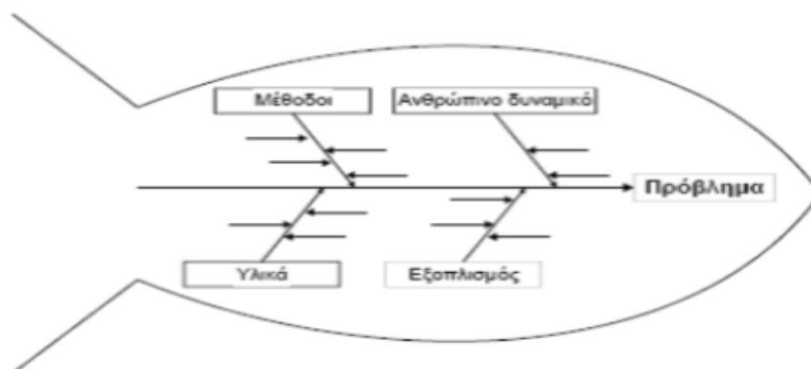 Μέθοδοι
Ανθρώπινο δυναμικό
Πρόβλημα
Υλικά
Εξοπλισμός